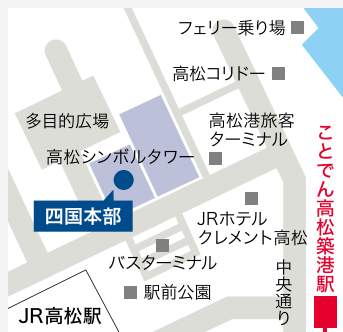 フェリー乗り場
高松コリドー
多目的広場
高松港旅客
ターミナル
高松シンボルタワー
四国本部
JRホテル
クレメント高松
バスターミナル
駅前公園
JR高松駅
中央通り
ことでん高松築港駅